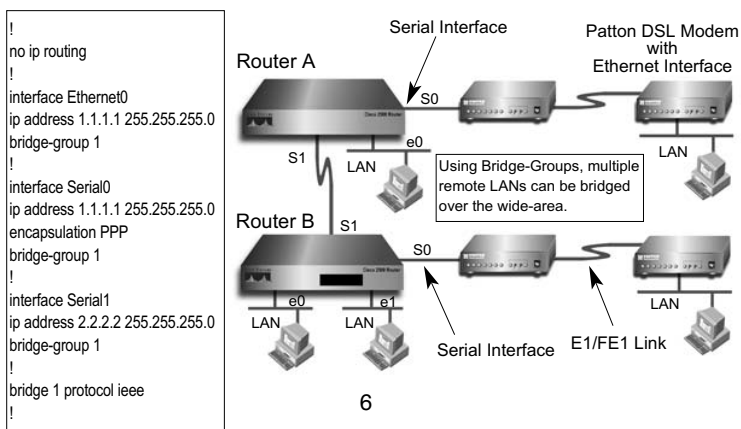 !
no ip routing
!
interface Ethernet0
ip address 1.1.1.1 255.255.255.0
bridge-group 1
!
interface Serial0
ip address 1.1.1.1 255.255.255.0
encapsulation PPP
bridge-group 1
!
interface Serial1
ip address 2.2.2.2 255.255.255.0
bridge-group 1
!
bridge 1 protocol ieee
!
Serial Interface
Patton DSL Modem
with
Ethernet Interface
Router A
S0
S1
LAN
e0
LAN
Using Bridge-Groups, multiple
remote LANs can be bridged
over the wide-area.
Router B
S1
S0
e0
e1
LAN
LAN
LAN
Serial Interface
E1/FE1 Link
6